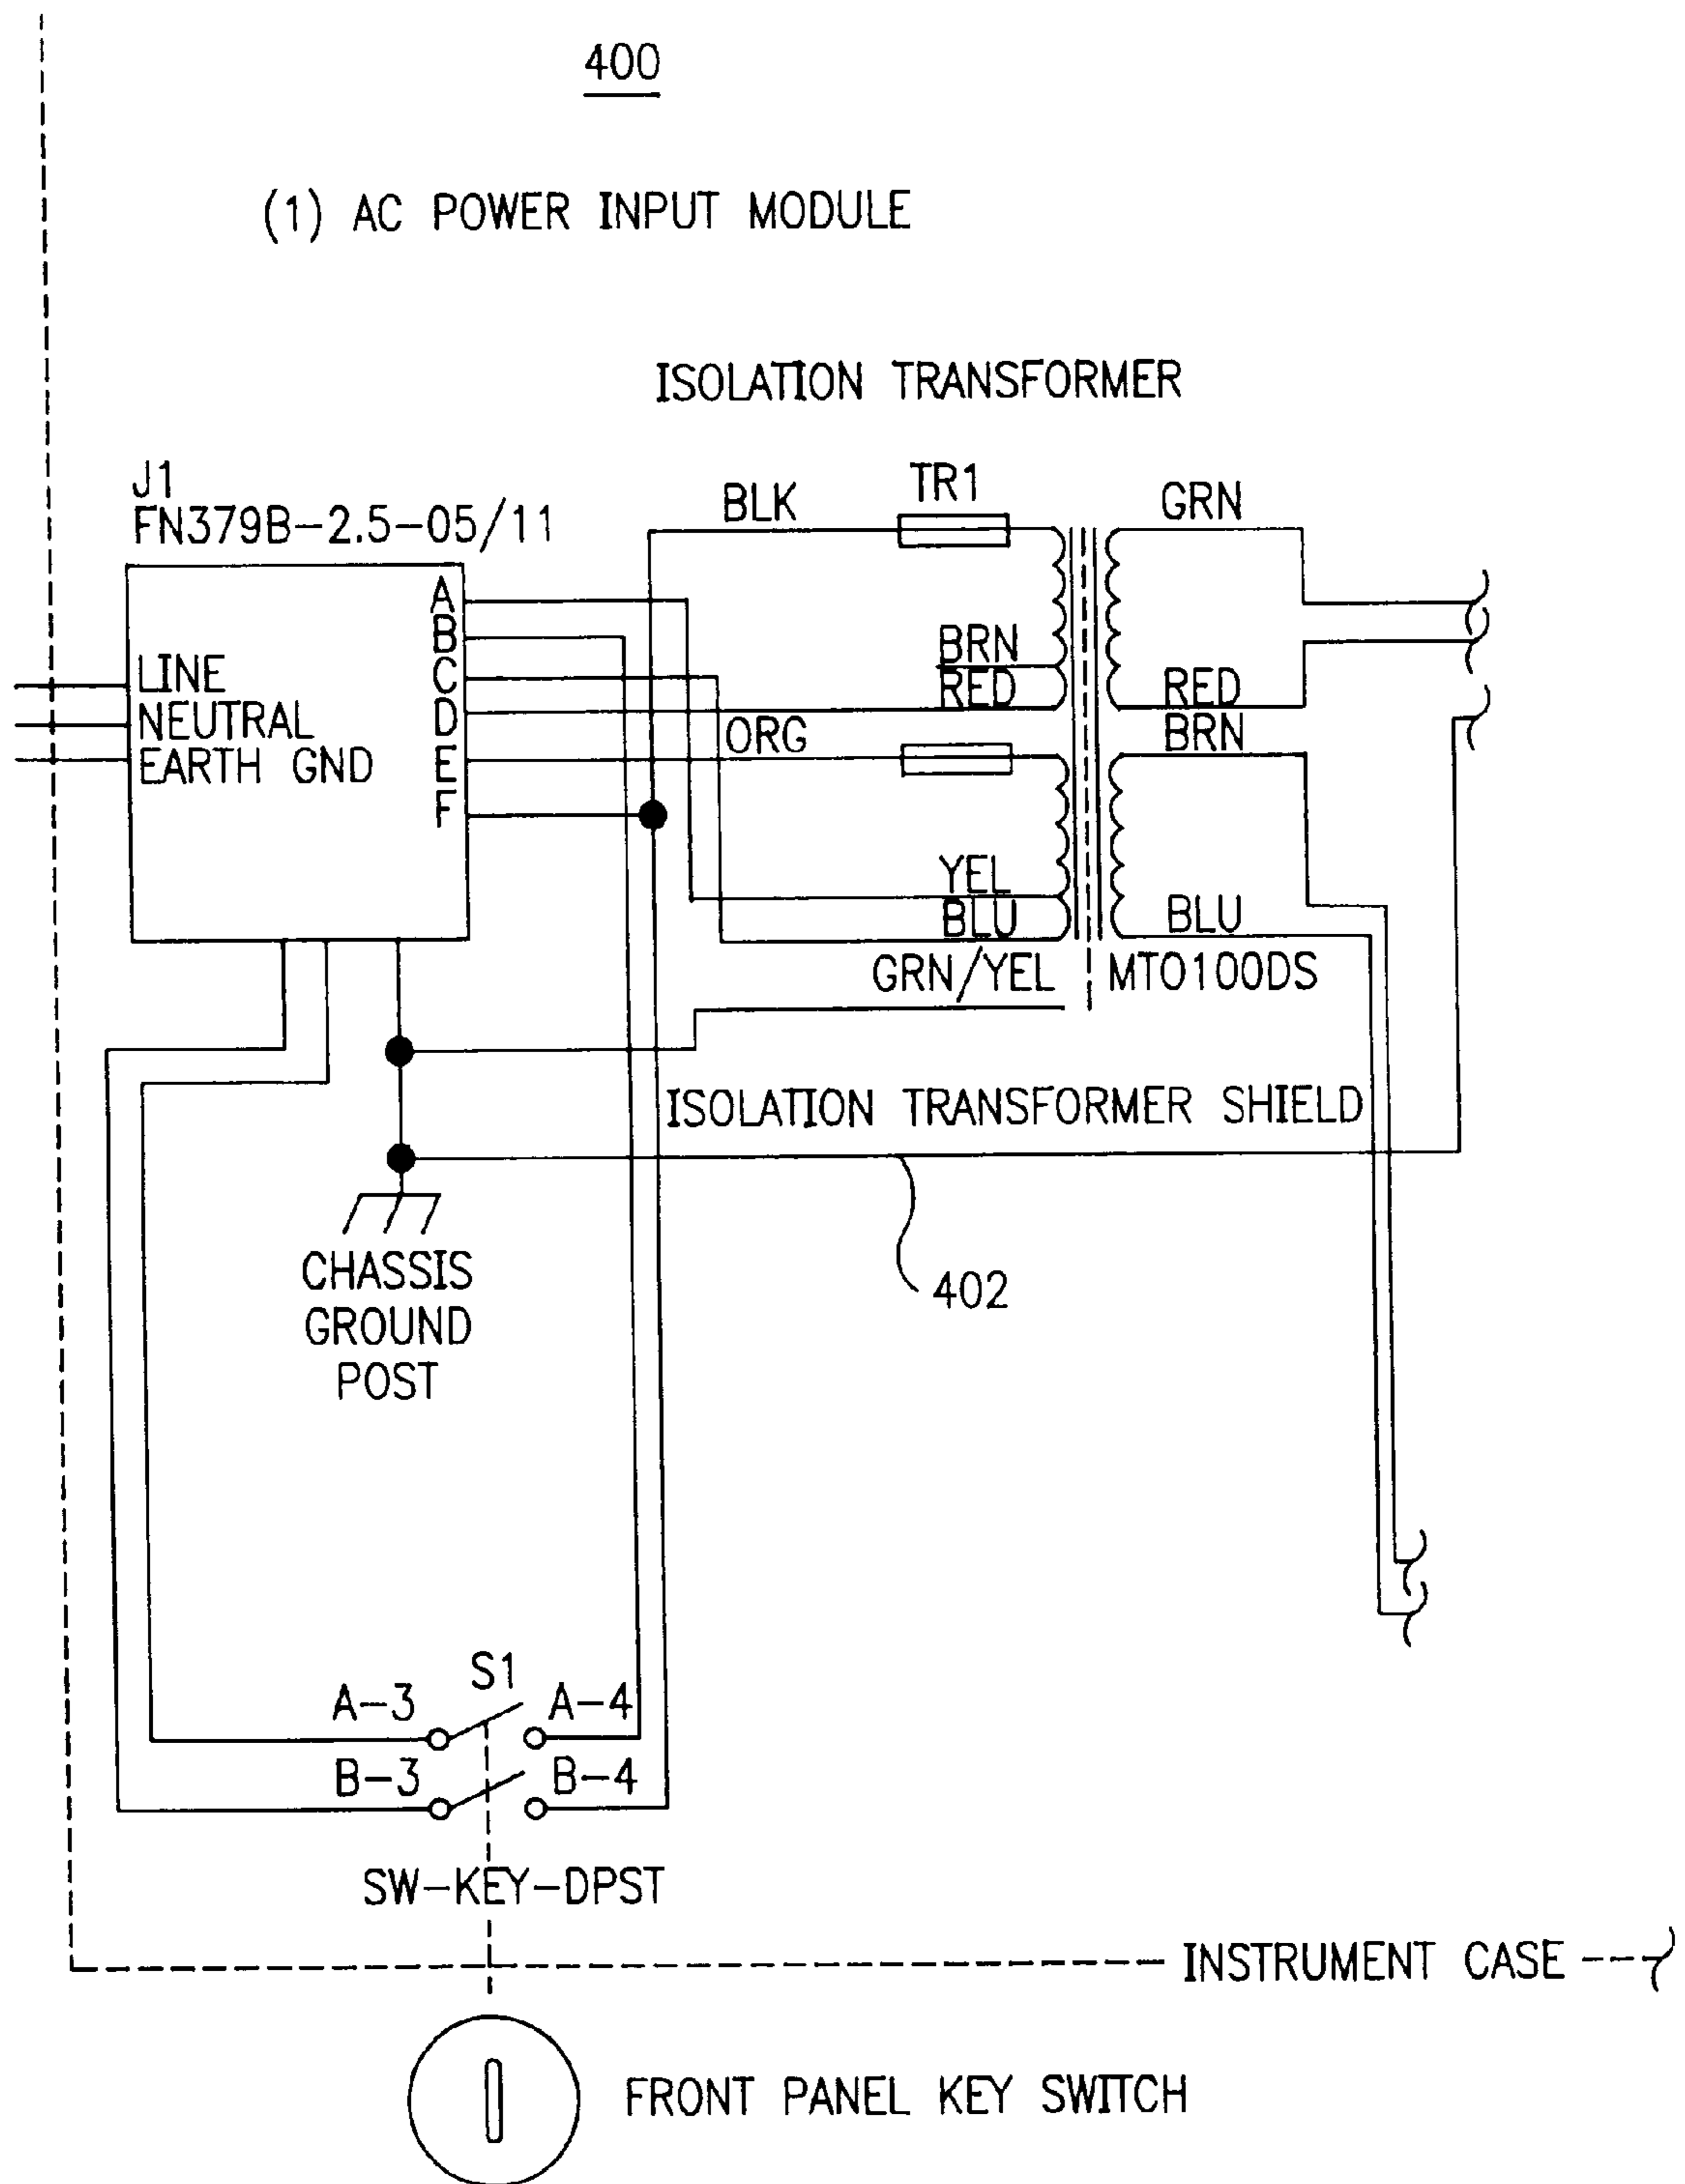 400
(1) AC POWER INPUT MODULE
ISOLATION TRANSFORMER
J1
FN379B-2.5-05/11
BLK
TR1
GRN
A
B
C
D
E
F
LINE
NEUTRAL
EARTH GND
BRN
RED
ORG
RED
BRN
YEL
BLU
BLU
GRN/YEL
MTO100DS
ISOLATION TRANSFORMER SHIELD
402
CHASSIS
GROUND
POST
S1
A-3
A-4
B-3
B-4
SW-KEY-DPST
INSTRUMENT CASE
FRONT PANEL KEY SWITCH